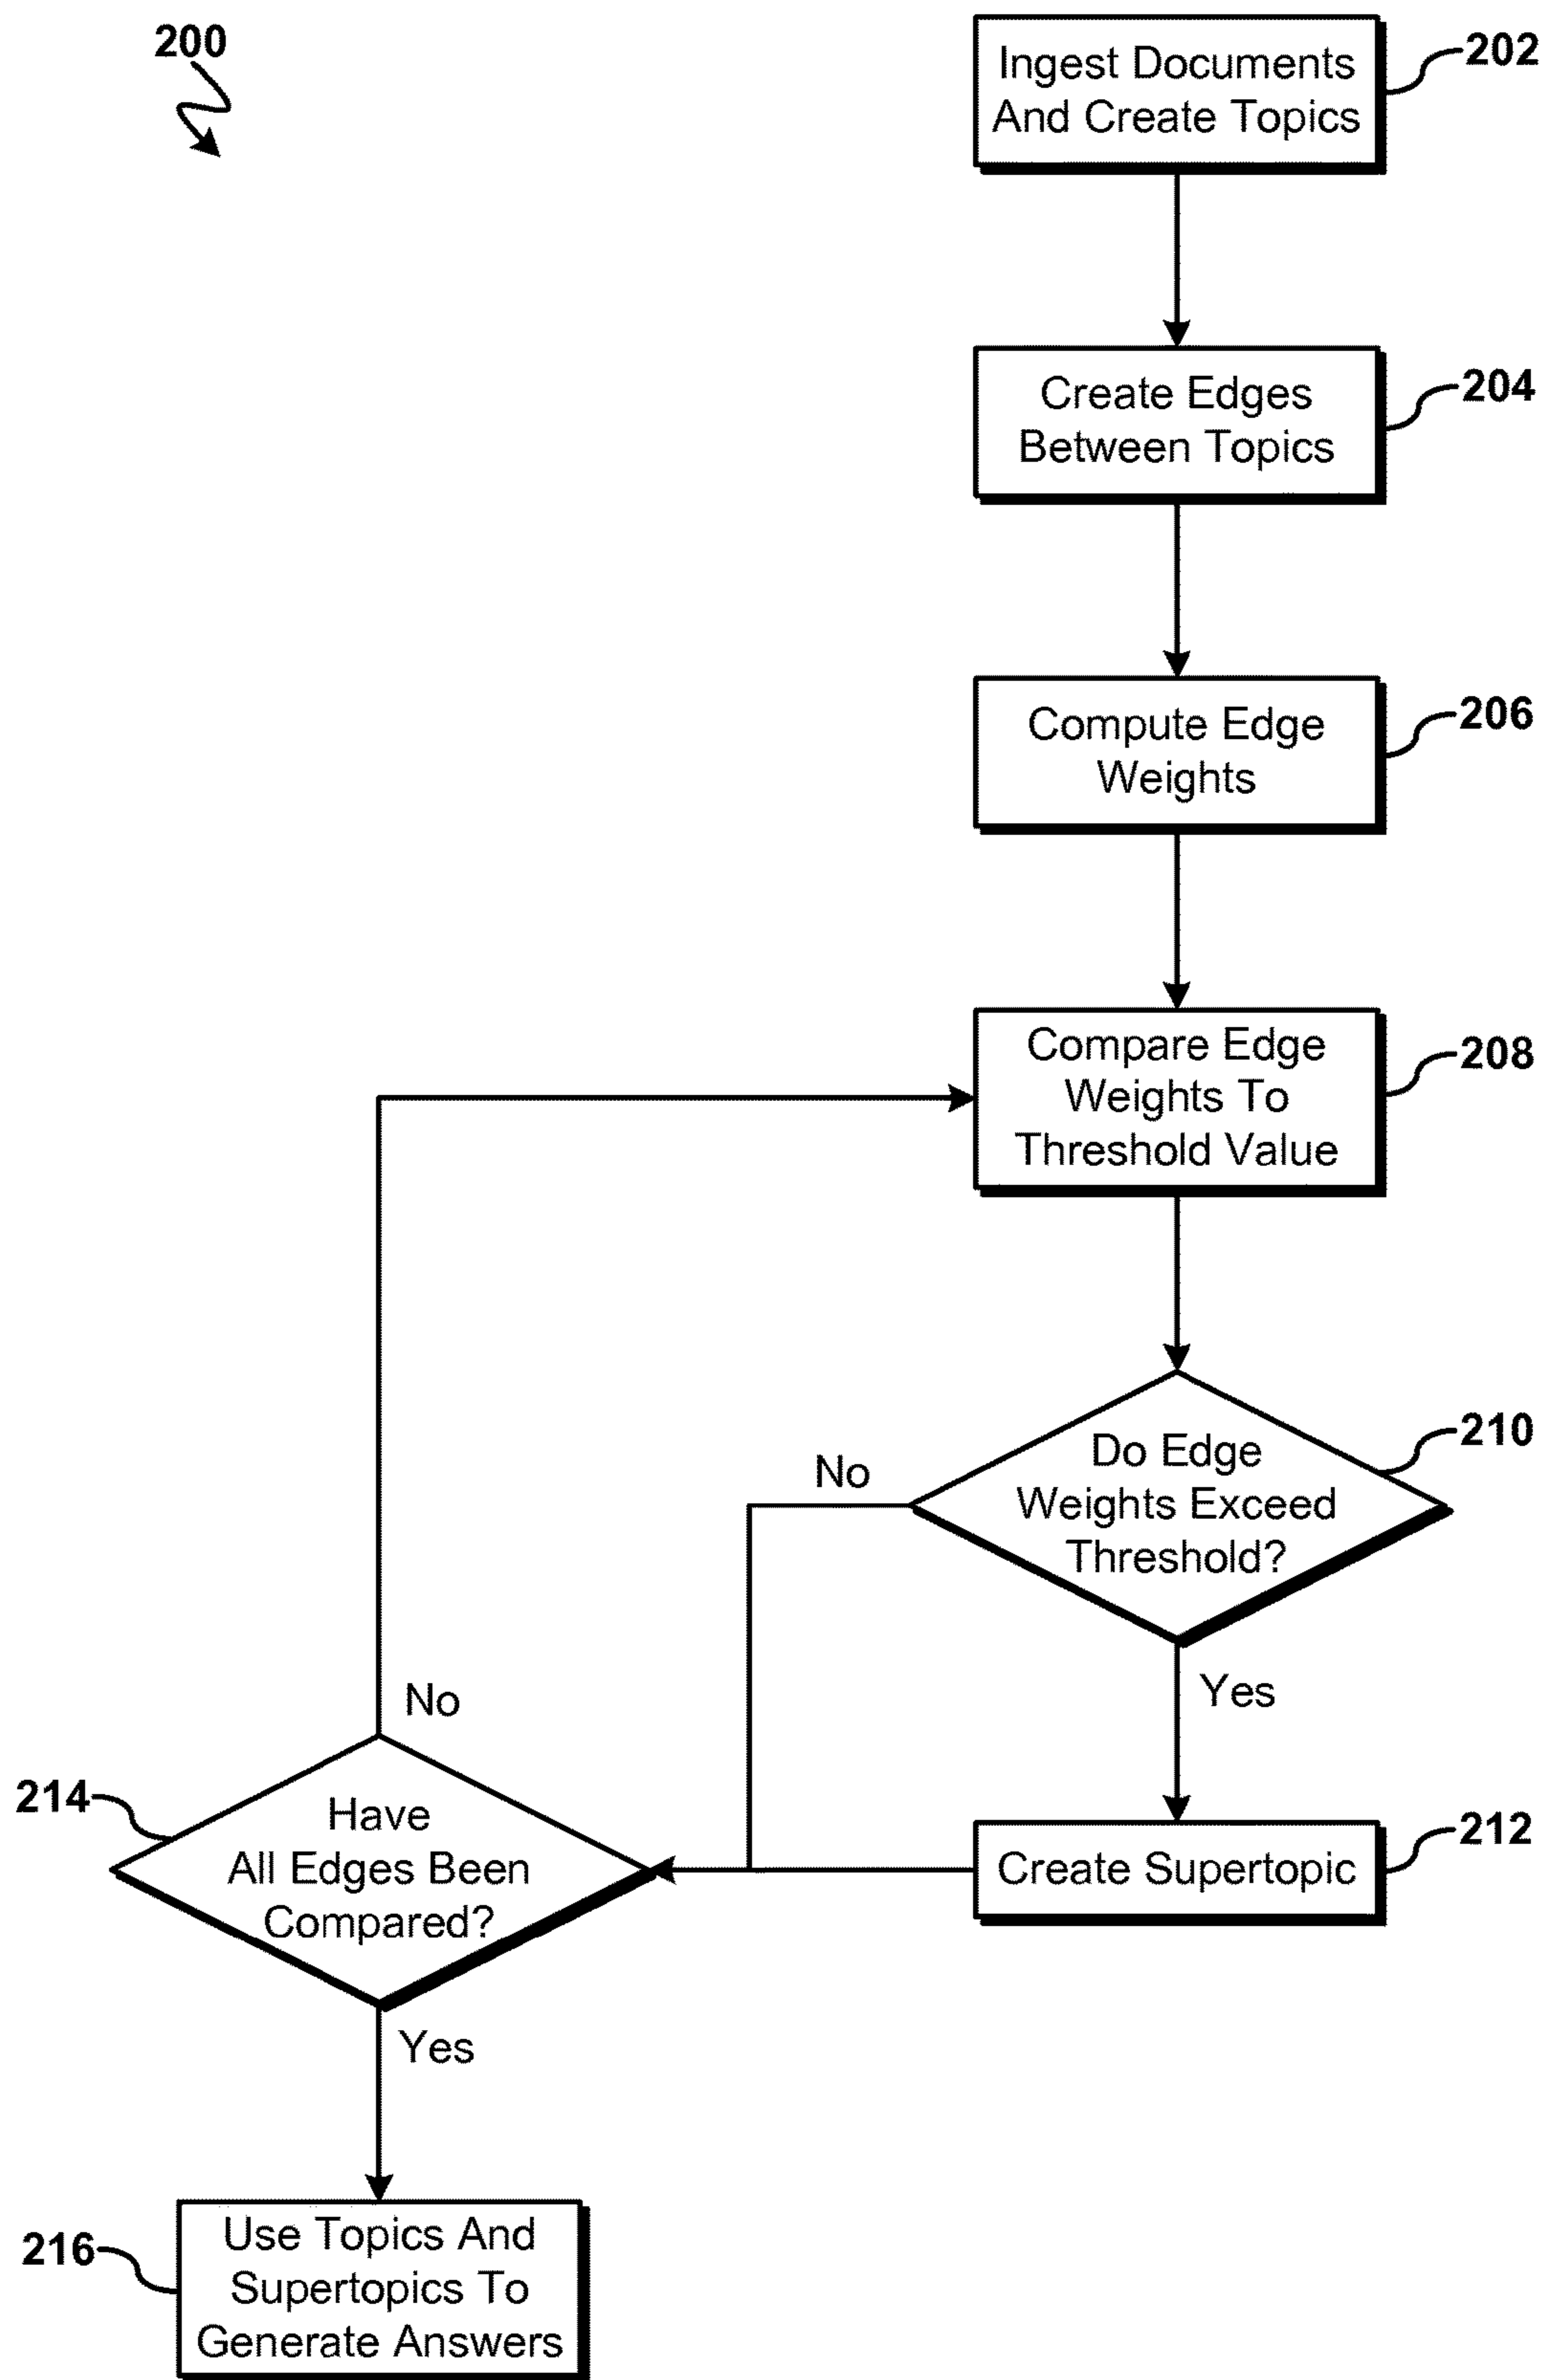 200
Ingest Documents
And Create Topics
202
Create Edges
Between Topics
204
Compute Edge
Weights
206
Compare Edge
Weights To
Threshold Value
208
Do Edge
Weights Exceed
Threshold?
210
No
Yes
Create Supertopic
212
No
214
Have
All Edges Been
Compared?
Yes
216
Use Topics And
Supertopics To
Generate Answers